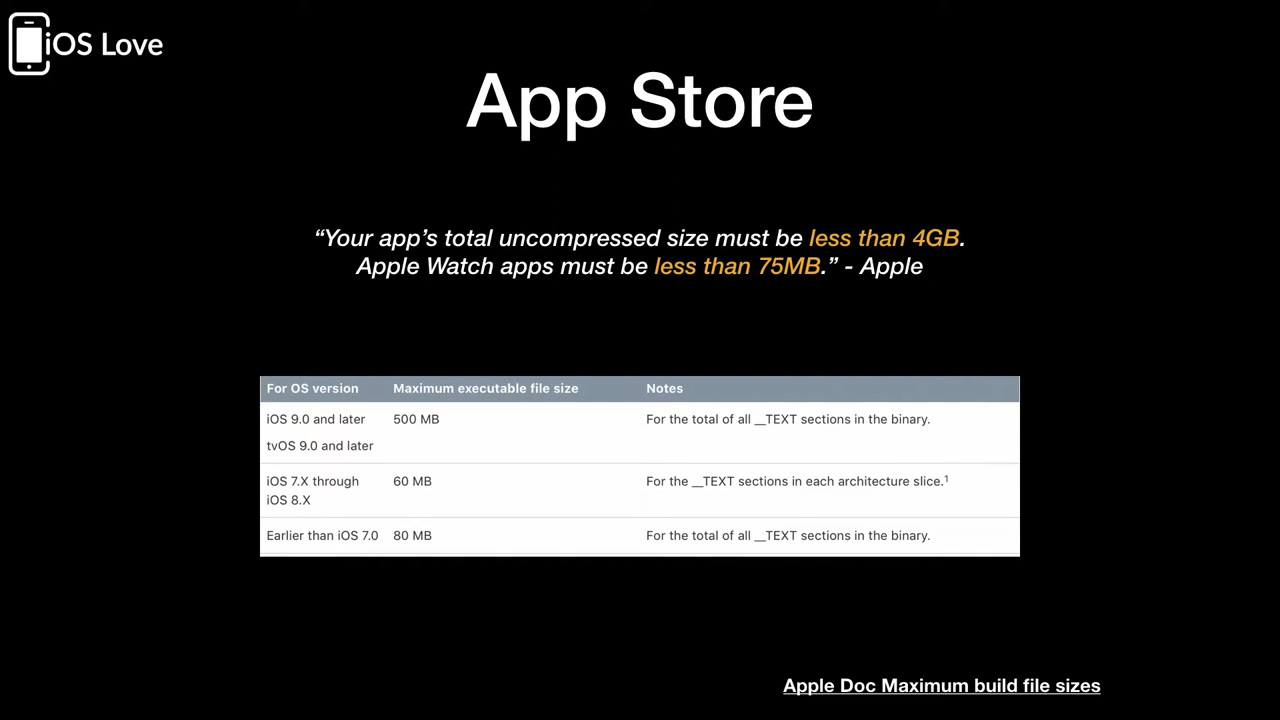 iOS Love
App Store
“Your app’s total uncompressed size must be less than 4GB.
Apple Watch apps must be less than 75MB.” - Apple
For OS version Maximum executable file size Notes
iOS 9.0 and later 500 MB For the total of all __TEXT sections in the binary.
tvOS 9.0 and later
iOS 7.X through 60 MB For the __TEXT sections in each architecture slice.¹
iOS 8.X
Earlier than iOS 7.0 80 MB For the total of all __TEXT sections in the binary.
Apple Doc Maximum build file sizes